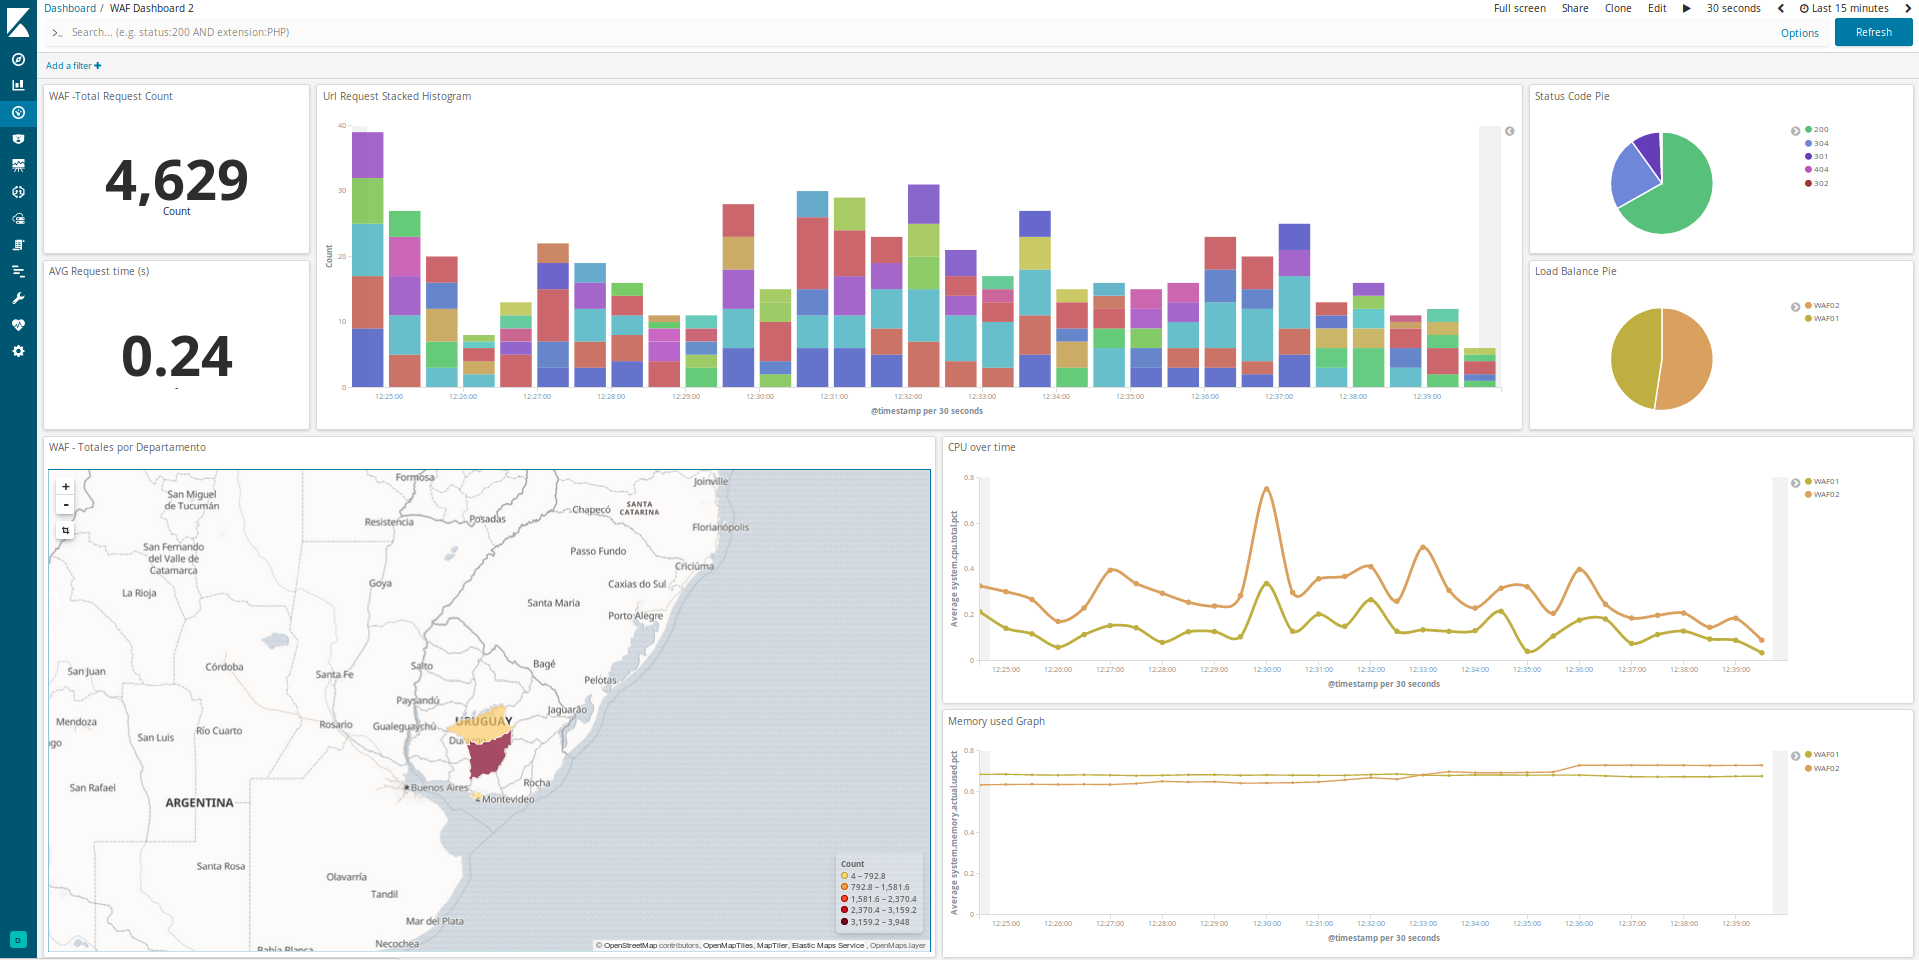 Dashboard / WAF Dashboard 2
Full screen Share Clone Edit 30 seconds Last 15 minutes
>_ Search... (e.g. status:200 AND extension:PHP)
Options Refresh
Add a filter +
WAF -Total Request Count
4,629
Count
AVG Request time (s)
0.24
-
Url Request Stacked Histogram
40
30
20
10
0
Count
12:25:00 12:26:00 12:27:00 12:28:00 12:29:00 12:30:00 12:31:00 12:32:00 12:33:00 12:34:00 12:35:00 12:36:00 12:37:00 12:38:00 12:39:00
@timestamp per 30 seconds
Status Code Pie
200
304
301
404
302
Load Balance Pie
WAF02
WAF01
WAF - Totales por Departamento
+
-
Formosa
Joinville
San Miguel
de Tucumán
Chapecó
SANTA
CATARINA
Resistencia
Posadas
Florianópolis
San Fernando
del Valle de
Catamarca
Passo Fundo
Criciúma
Goya
Caxias do Sul
La Rioja
Santa Maria
Porto Alegre
Salto
Bagé
Córdoba
San Juan
Santa Fe
Pelotas
Paysandú
Jaguarão
Mendoza
Rosario
Gualeguaychú
URUGUAY
Río Cuarto
San Luis
go
Rocha
San Rafael
Buenos Aires
Montevideo
ARGENTINA
Santa Rosa
Olavarría
Tandil
Mar del Plata
Necochea
Bahía Blanca
Count
4 – 792.8
792.8 – 1,581.6
1,581.6 – 2,370.4
2,370.4 – 3,159.2
3,159.2 – 3,948
© OpenStreetMap contributors, OpenMapTiles, MapTiler, Elastic Maps Service , OpenMaps.layer
CPU over time
0.8
0.6
0.4
0.2
0
Average system.cpu.total.pct
12:25:00 12:26:00 12:27:00 12:28:00 12:29:00 12:30:00 12:31:00 12:32:00 12:33:00 12:34:00 12:35:00 12:36:00 12:37:00 12:38:00 12:39:00
@timestamp per 30 seconds
WAF01
WAF02
Memory used Graph
0.8
0.6
0.4
0.2
0
Average system.memory.actual.used.pct
12:25:00 12:26:00 12:27:00 12:28:00 12:29:00 12:30:00 12:31:00 12:32:00 12:33:00 12:34:00 12:35:00 12:36:00 12:37:00 12:38:00 12:39:00
@timestamp per 30 seconds
WAF01
WAF02
D